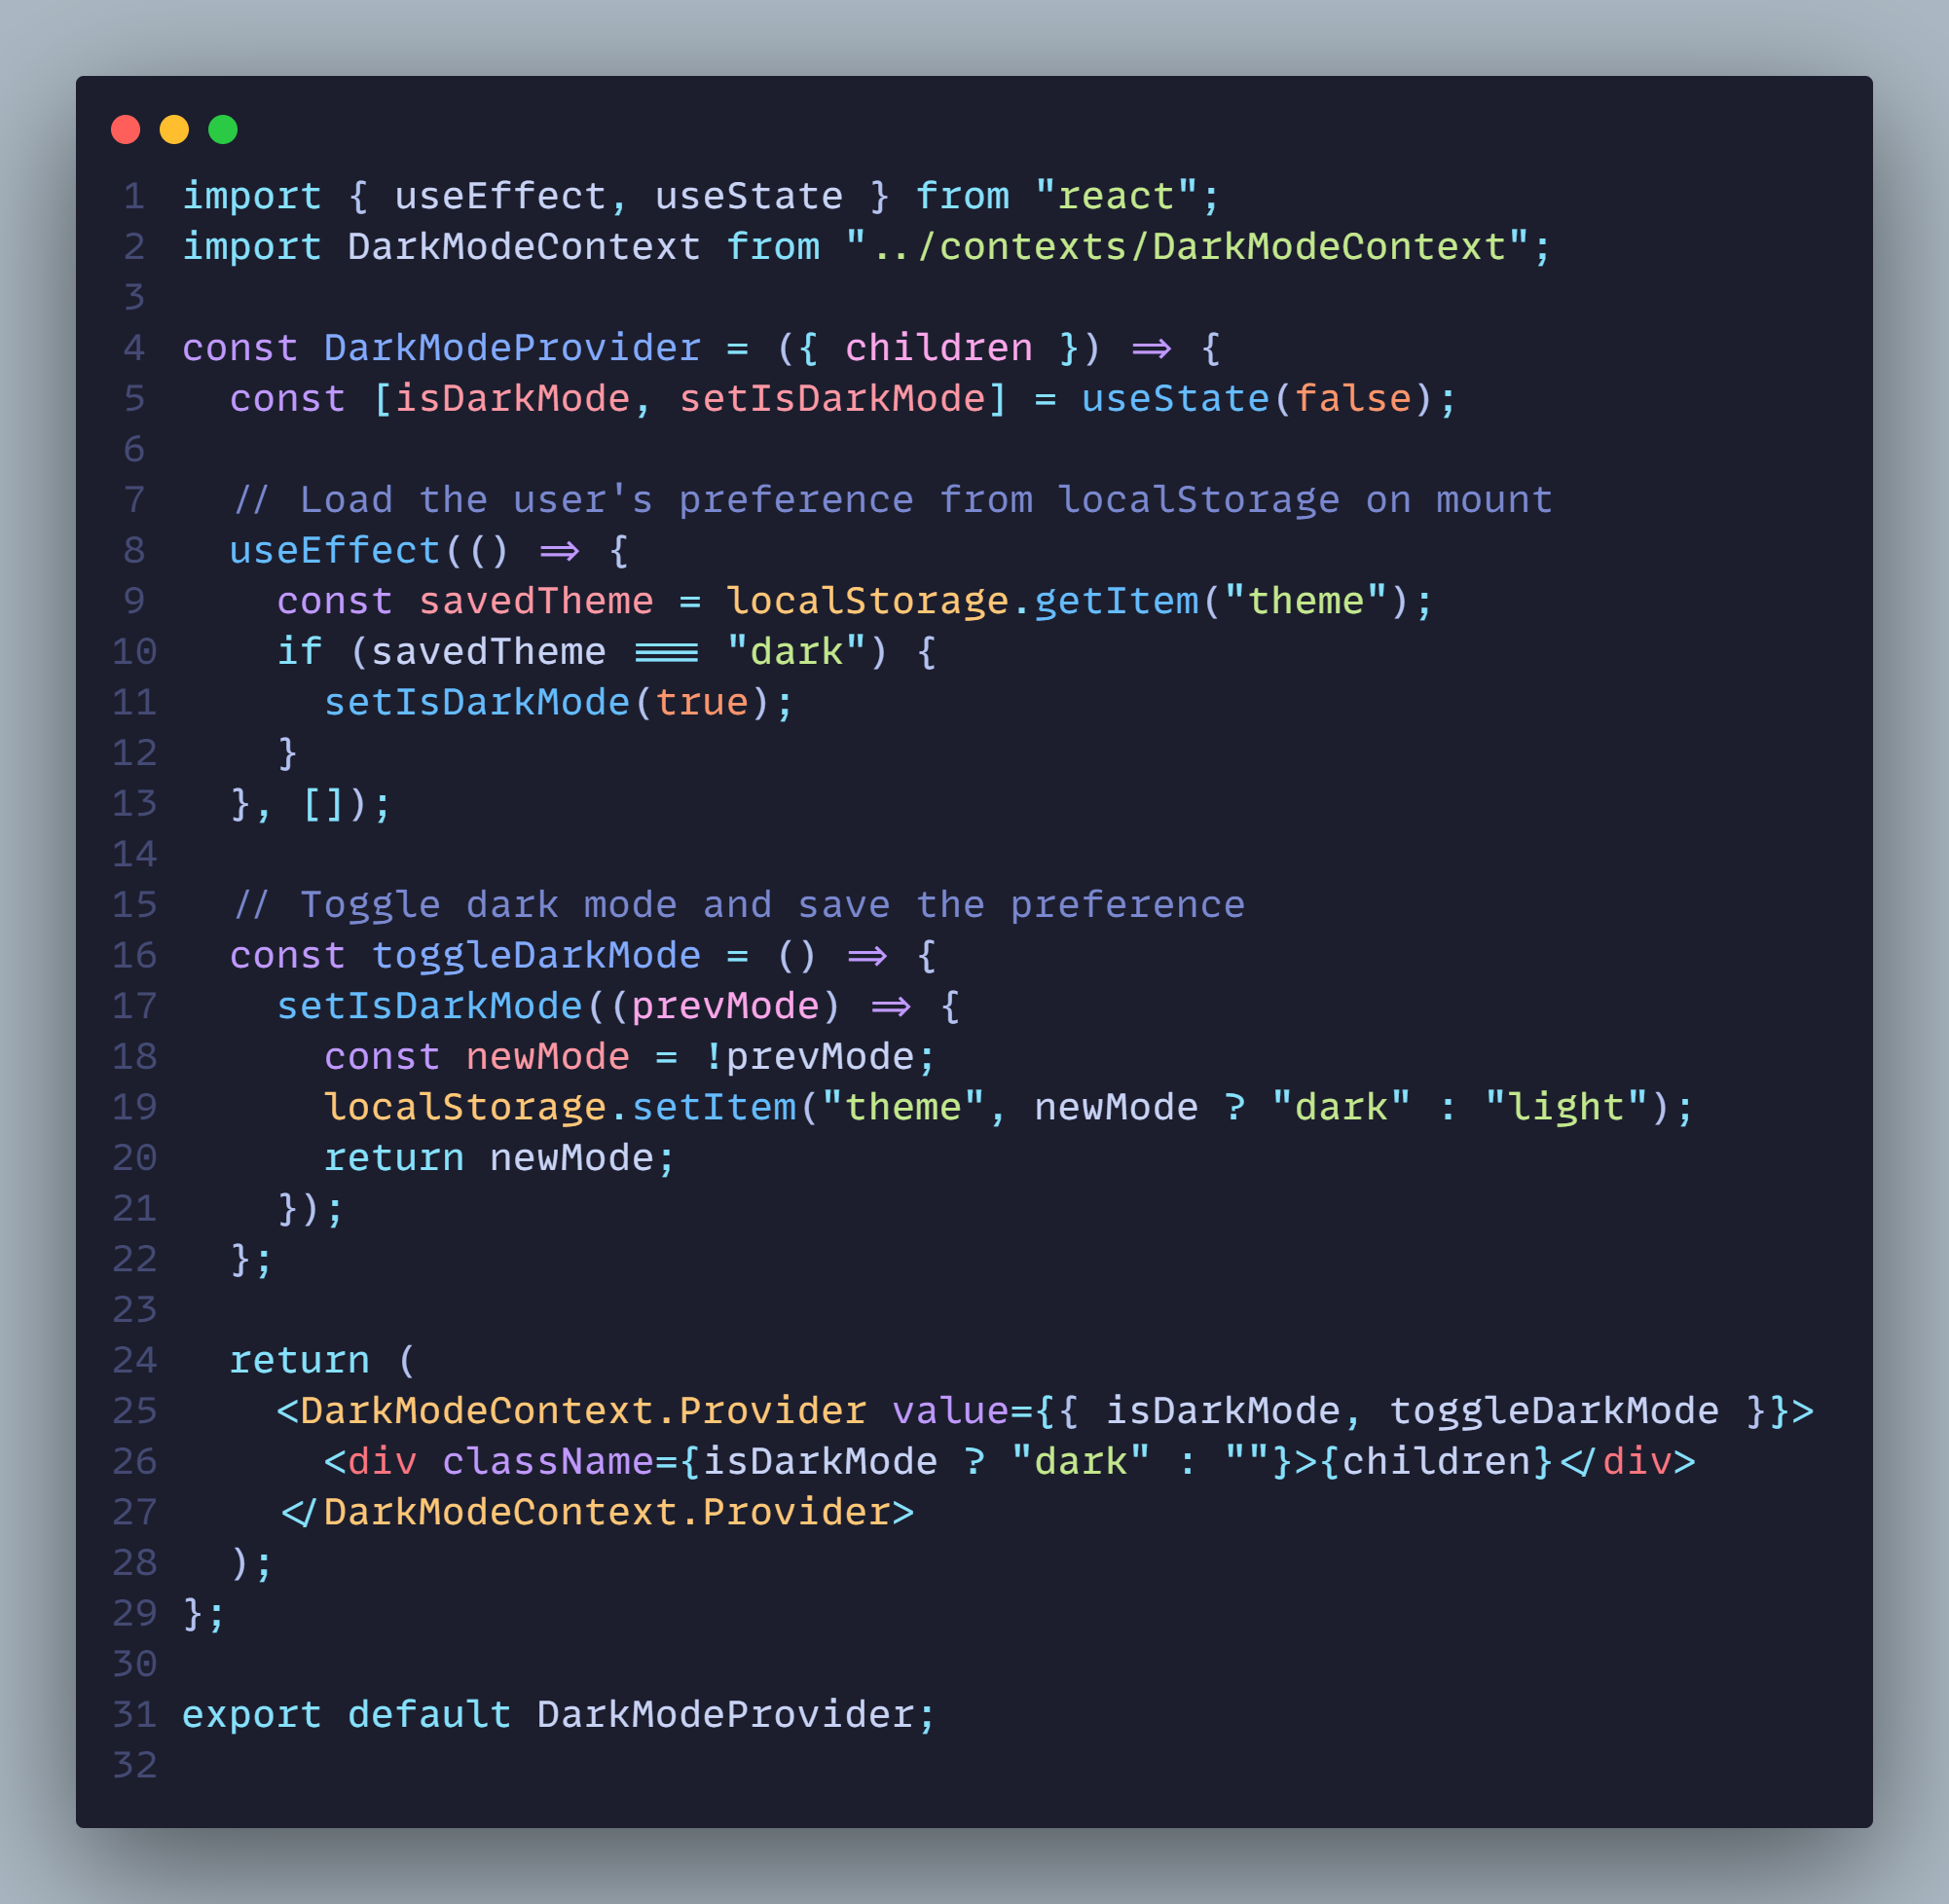 1 import { useEffect, useState } from "react";
2 import DarkModeContext from "../contexts/DarkModeContext";
3
4 const DarkModeProvider = ({ children }) => {
5   const [isDarkMode, setIsDarkMode] = useState(false);
6
7   // Load the user's preference from localStorage on mount
8   useEffect(() => {
9     const savedTheme = localStorage.getItem("theme");
10     if (savedTheme === "dark") {
11       setIsDarkMode(true);
12     }
13   }, []);
14
15   // Toggle dark mode and save the preference
16   const toggleDarkMode = () => {
17     setIsDarkMode((prevMode) => {
18       const newMode = !prevMode;
19       localStorage.setItem("theme", newMode ? "dark" : "light");
20       return newMode;
21     });
22   };
23
24   return (
25     <DarkModeContext.Provider value={{ isDarkMode, toggleDarkMode }}>
26       <div className={isDarkMode ? "dark" : ""}>{children}</div>
27     </DarkModeContext.Provider>
28   );
29 };
30
31 export default DarkModeProvider;
32